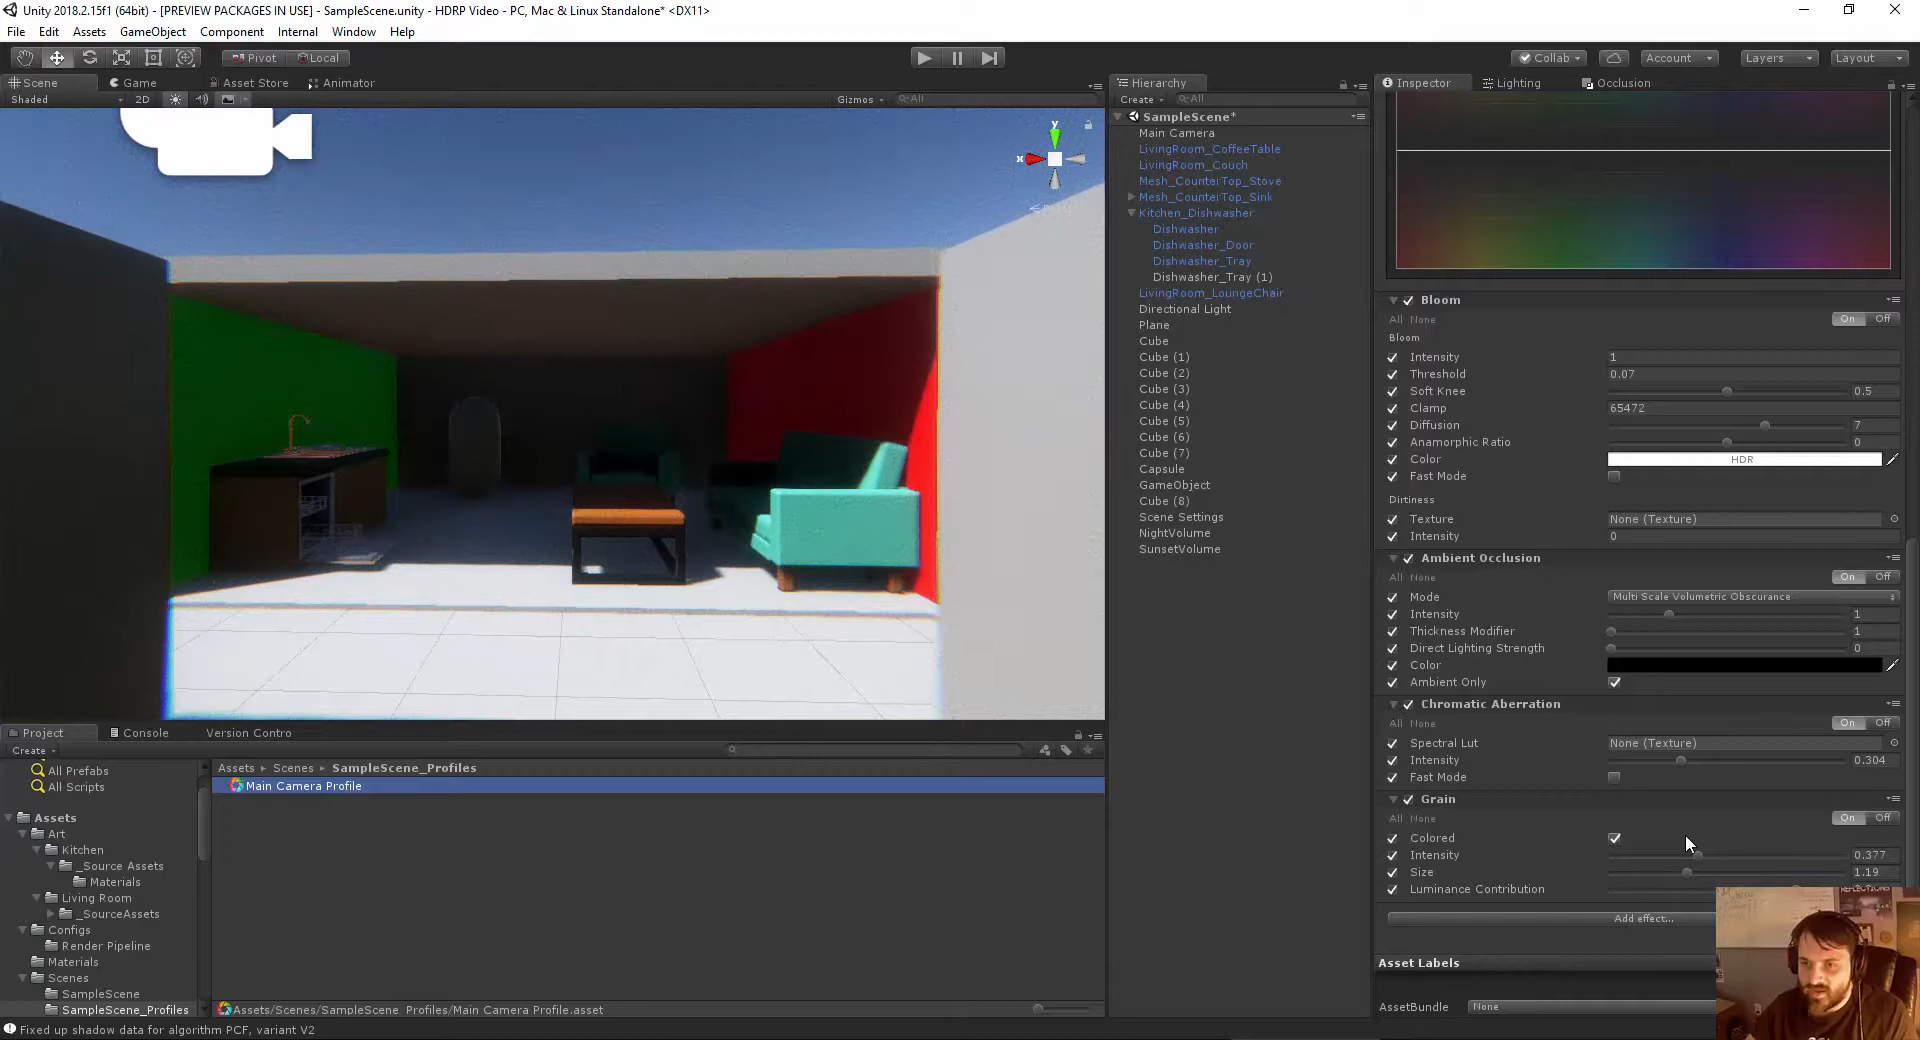 Unity 2018.2.15f1 (64bit) - [PREVIEW PACKAGES IN USE] - SampleScene.unity - HDRP Video - PC, Mac & Linux Standalone* <DX11>
File Edit Assets GameObject Component Internal Window Help
Pivot Local Collab Account Layers Layout
Scene Game Asset Store Animator
Shaded 2D Gizmos All
y
x
Hierarchy
Create All
SampleScene*
Main Camera
LivingRoom_CoffeeTable
LivingRoom_Couch
Mesh_CounterTop_Stove
Mesh_CounterTop_Sink
Kitchen_Dishwasher
Dishwasher
Dishwasher_Door
Dishwasher_Tray
Dishwasher_Tray (1)
LivingRoom_LoungeChair
Directional Light
Plane
Cube
Cube (1)
Cube (2)
Cube (3)
Cube (4)
Cube (5)
Cube (6)
Cube (7)
Capsule
GameObject
Cube (8)
Scene Settings
NightVolume
SunsetVolume
Inspector Lighting Occlusion
Bloom
All None On Off
Bloom
Intensity 1
Threshold 0.07
Soft Knee 0.5
Clamp 65472
Diffusion 7
Anamorphic Ratio 0
Color HDR
Fast Mode
Dirtiness
Texture None (Texture)
Intensity 0
Ambient Occlusion
All None On Off
Mode Multi Scale Volumetric Obscurance
Intensity 1
Thickness Modifier 1
Direct Lighting Strength 0
Color
Ambient Only
Chromatic Aberration
All None On Off
Spectral Lut None (Texture)
Intensity 0.304
Fast Mode
Grain
All None On Off
Colored
Intensity 0.377
Size 1.19
Luminance Contribution
Add effect...
Asset Labels
AssetBundle None
Project Console Version Contro
Create
All Prefabs
All Scripts
Assets
Art
Kitchen
_Source Assets
Materials
Living Room
_SourceAssets
Configs
Render Pipeline
Materials
Scenes
SampleScene
SampleScene_Profiles
Assets Scenes SampleScene_Profiles
Main Camera Profile
Assets/Scenes/SampleScene_Profiles/Main Camera Profile.asset
Fixed up shadow data for algorithm PCF, variant V2